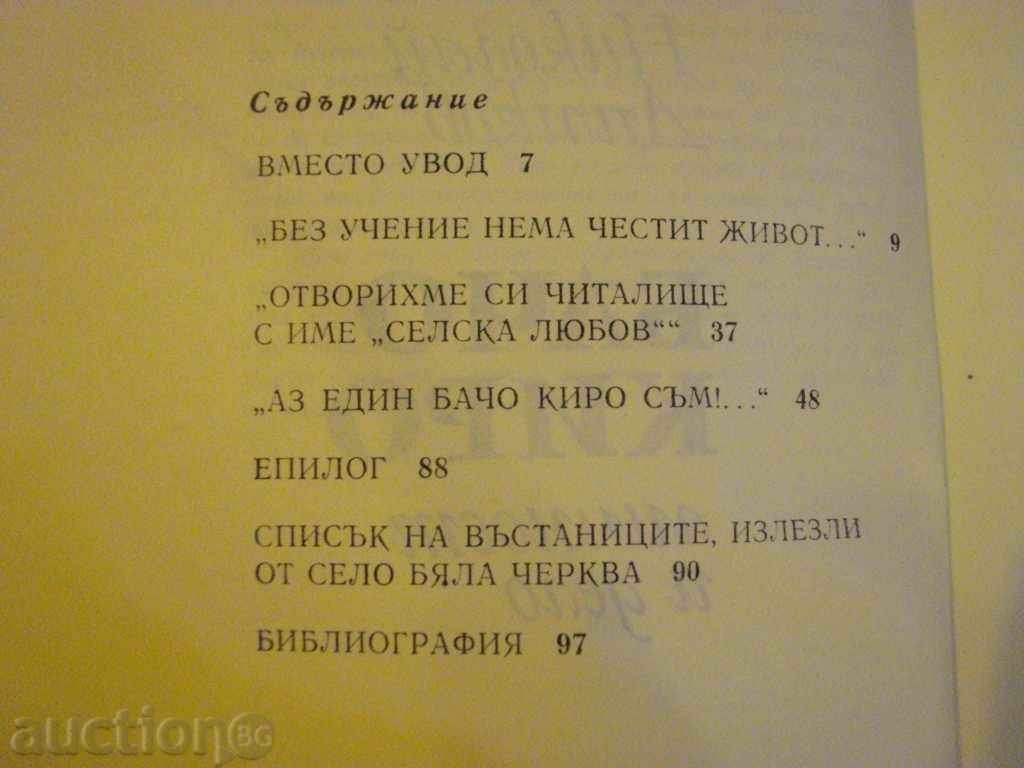 Съдържание
ВМЕСТО УВОД 7
„БЕЗ УЧЕНИЕ НЕМА ЧЕСТИТ ЖИВОТ..." 9
„ОТВОРИХМЕ СИ ЧИТАЛИЩЕ
С ИМЕ „СЕЛСКА ЛЮБОВ"" 37
„АЗ ЕДИН БАЧО КИРО СЪМ!..." 48
ЕПИЛОГ 88
СПИСЪК НА ВЪСТАНИЦИТЕ, ИЗЛЕЗЛИ
ОТ СЕЛО БЯЛА ЧЕРКВА 90
БИБЛИОГРАФИЯ 97
auction BG